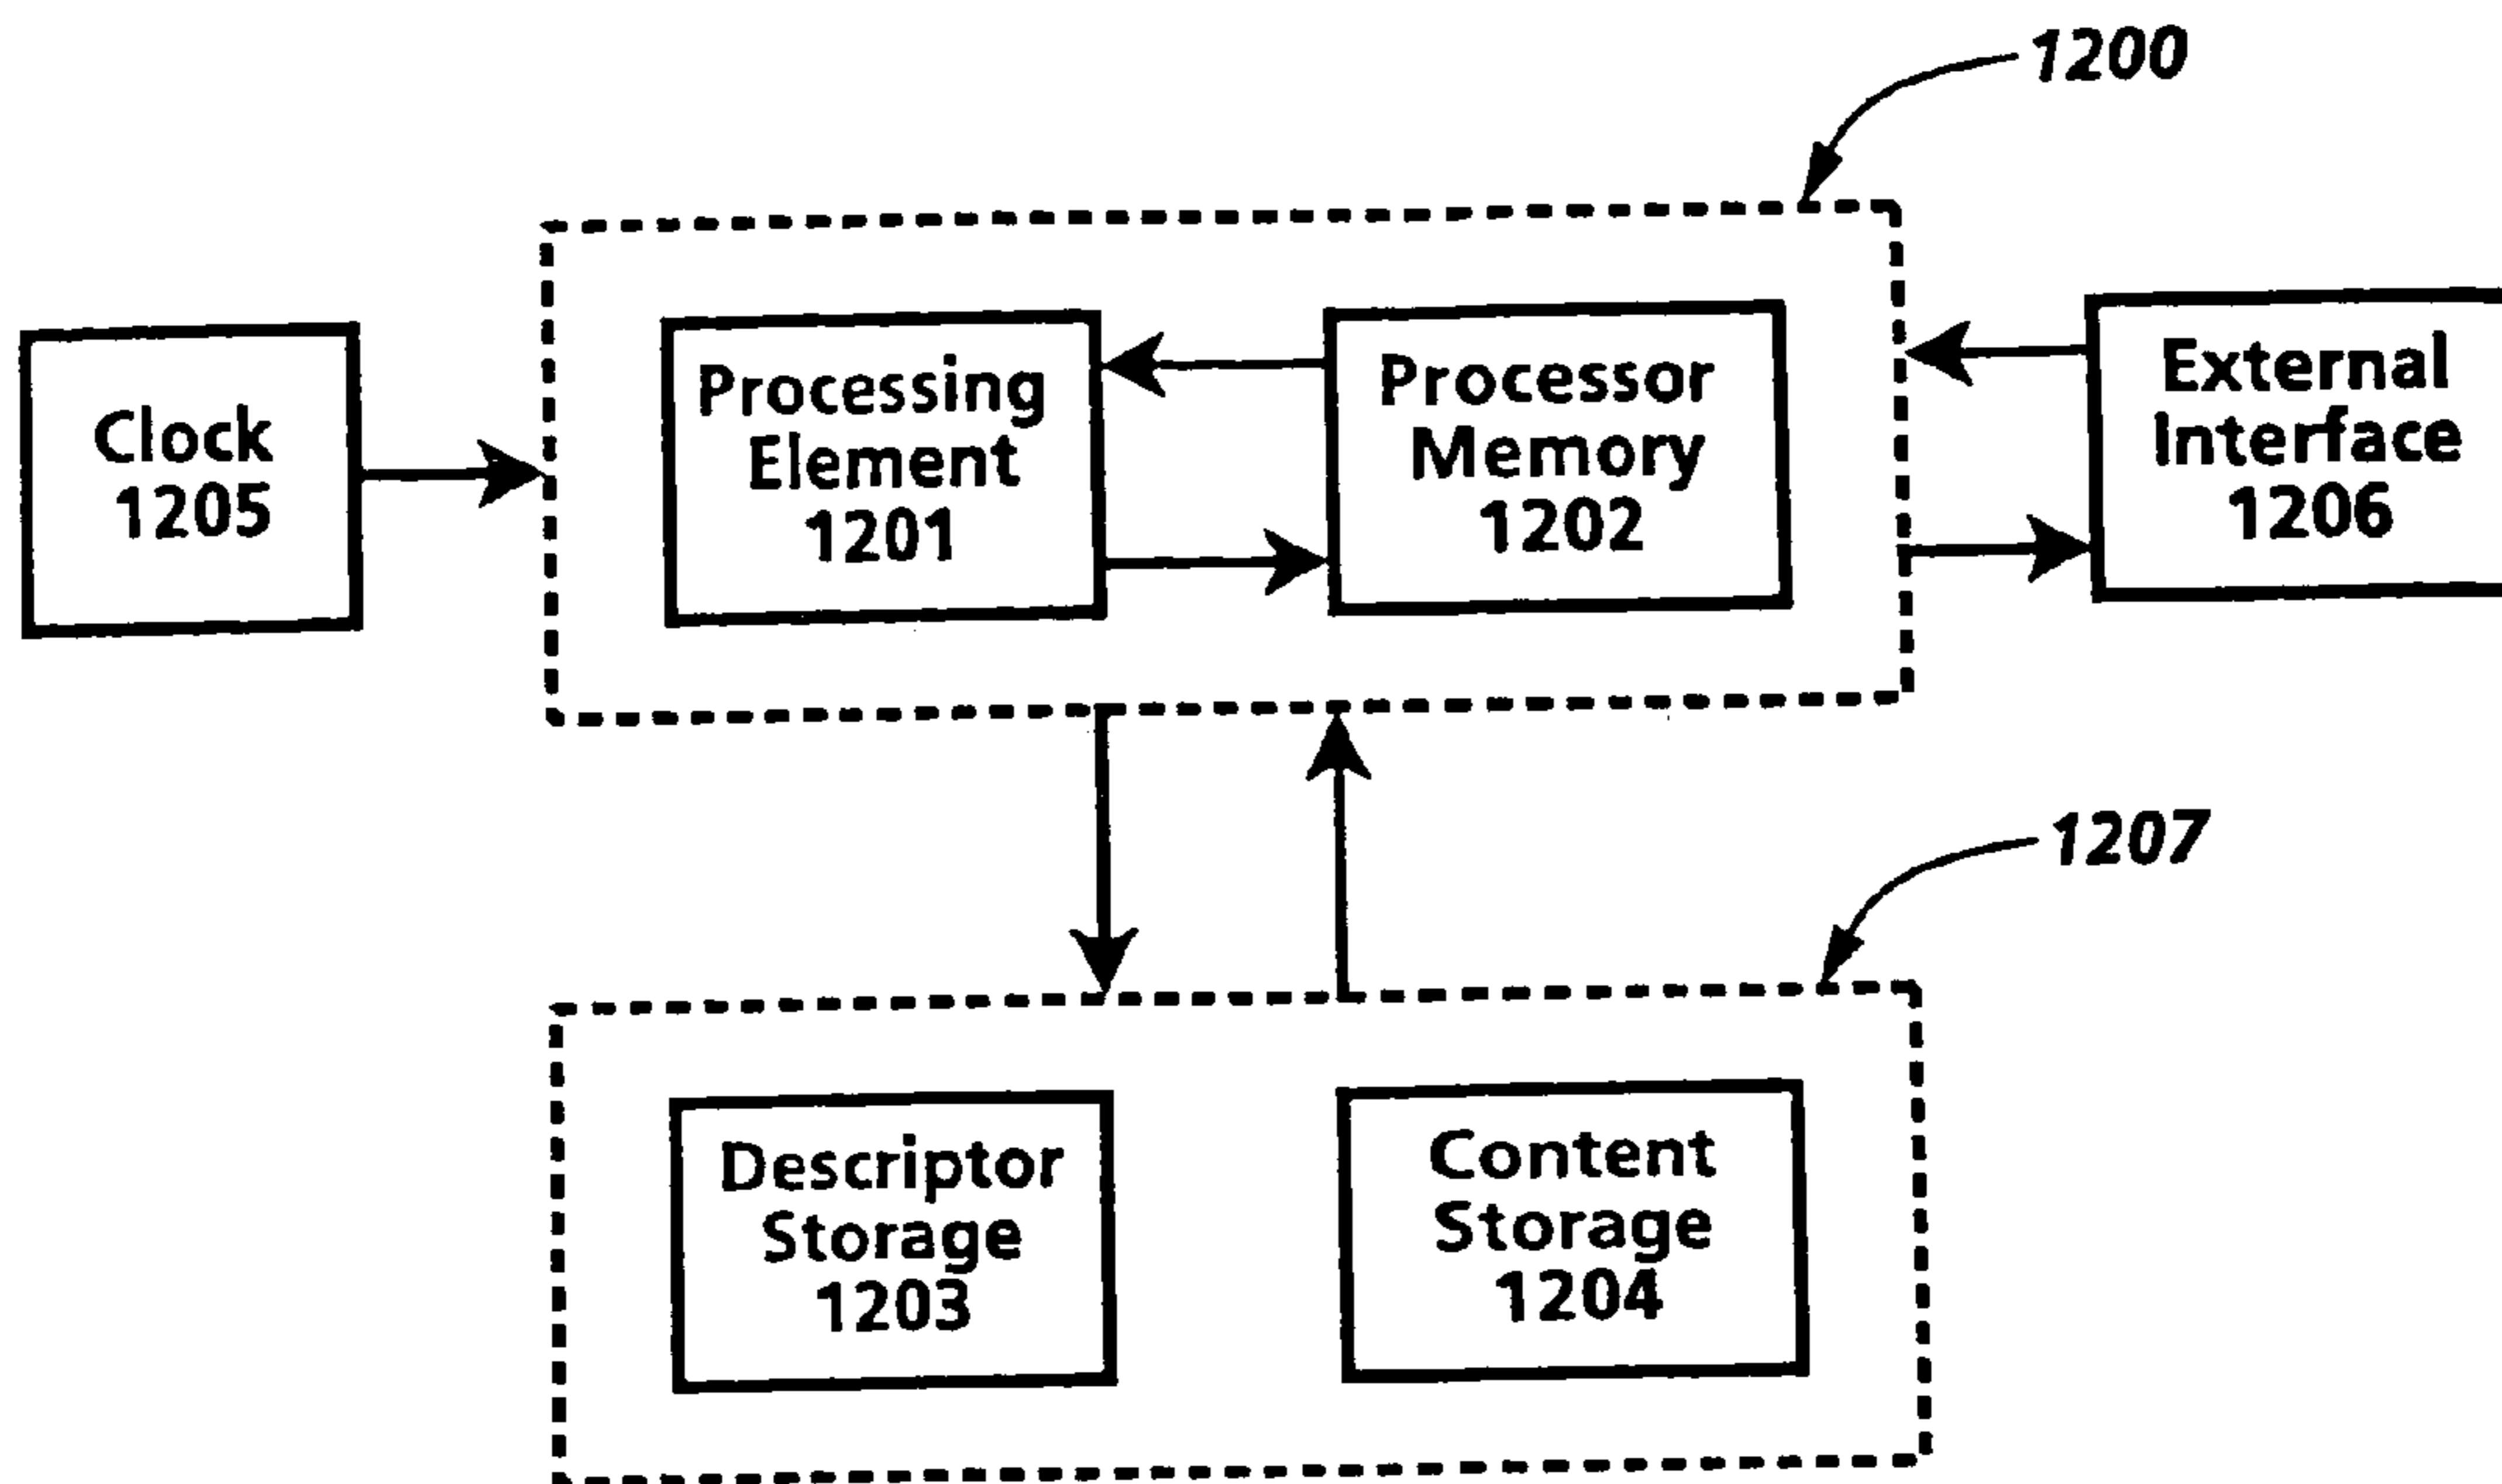 1200
Clock
1205
Processing
Element
1201
Processor
Memory
1202
External
Interface
1206
1207
Descriptor
Storage
1203
Content
Storage
1204